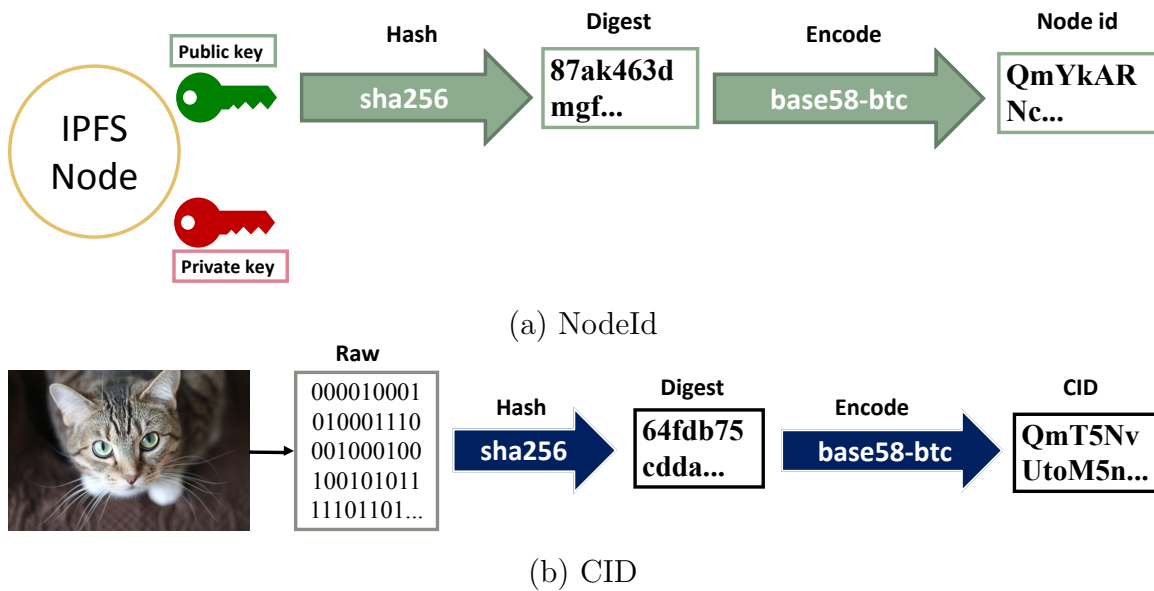 Public key
Hash
Digest
Encode
Node id
IPFS
Node
sha256
87ak463d
mgf...
base58-btc
QmYkAR
Nc...
Private key
(a) NodeId
Raw
000010001
010001110
001000100
100101011
11101101...
Hash
sha256
Digest
64fdb75
cdda...
Encode
base58-btc
CID
QmT5Nv
UtoM5n...
(b) CID